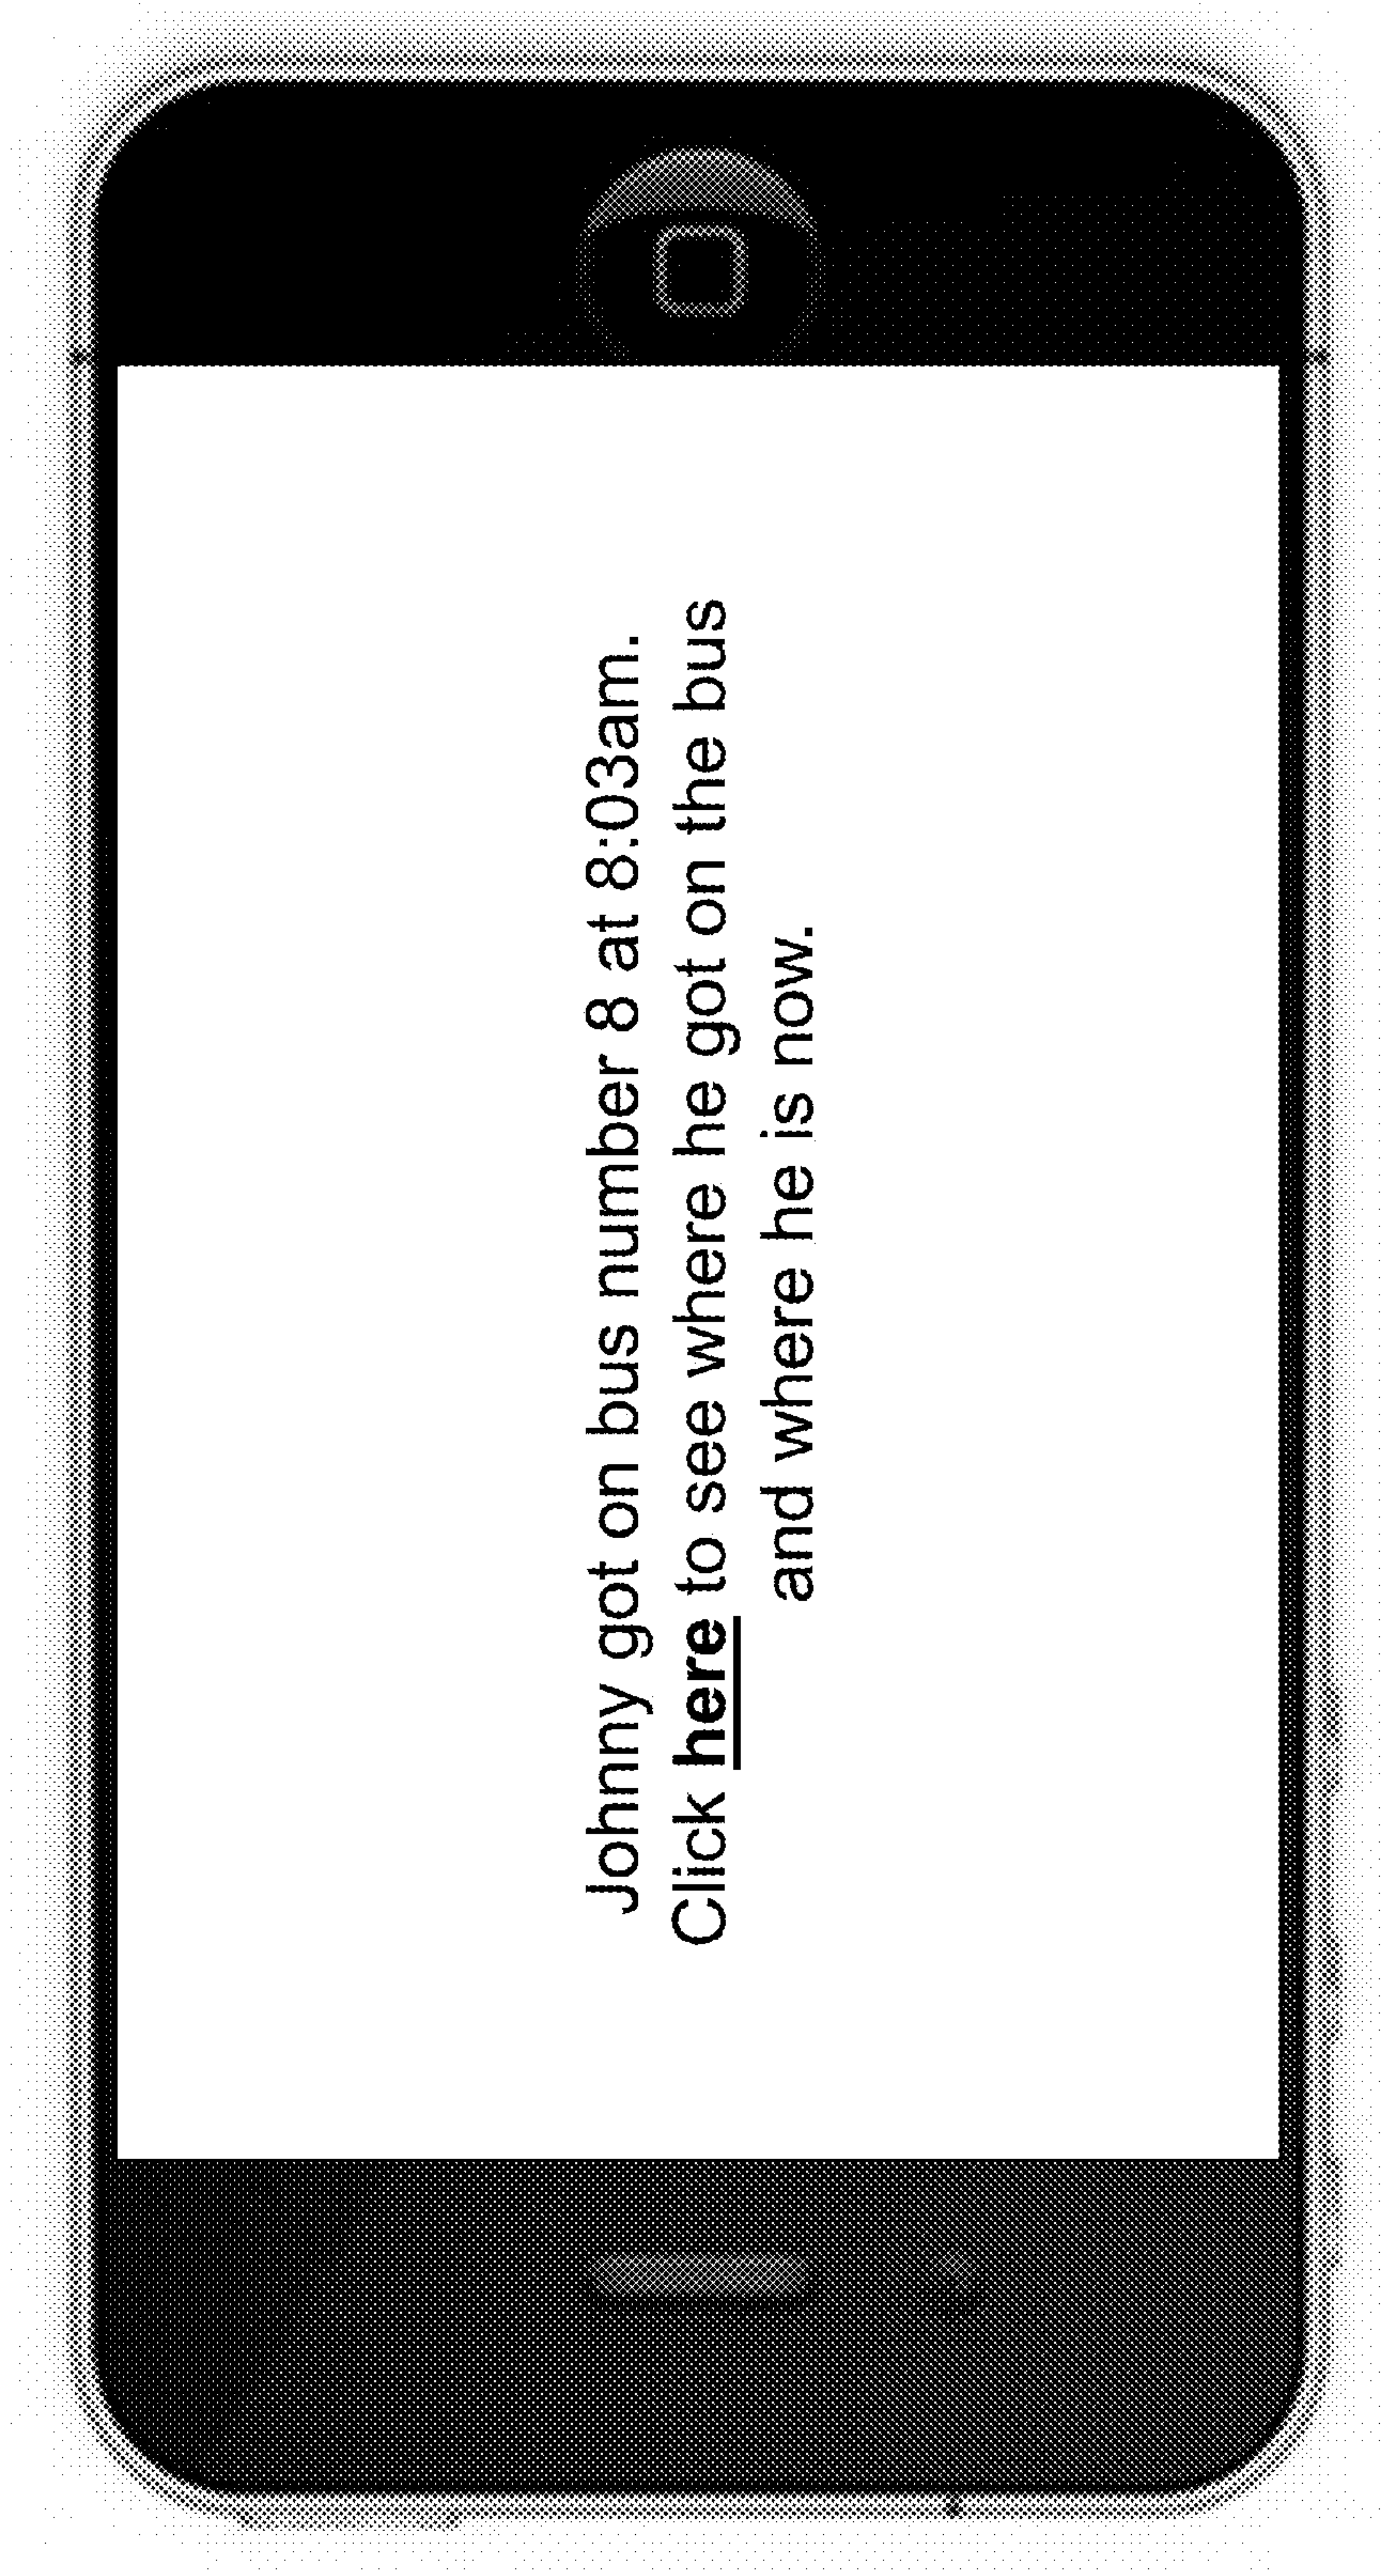 Johnny got on bus number 8 at 8:03am.
Click here to see where he got on the bus
and where he is now.